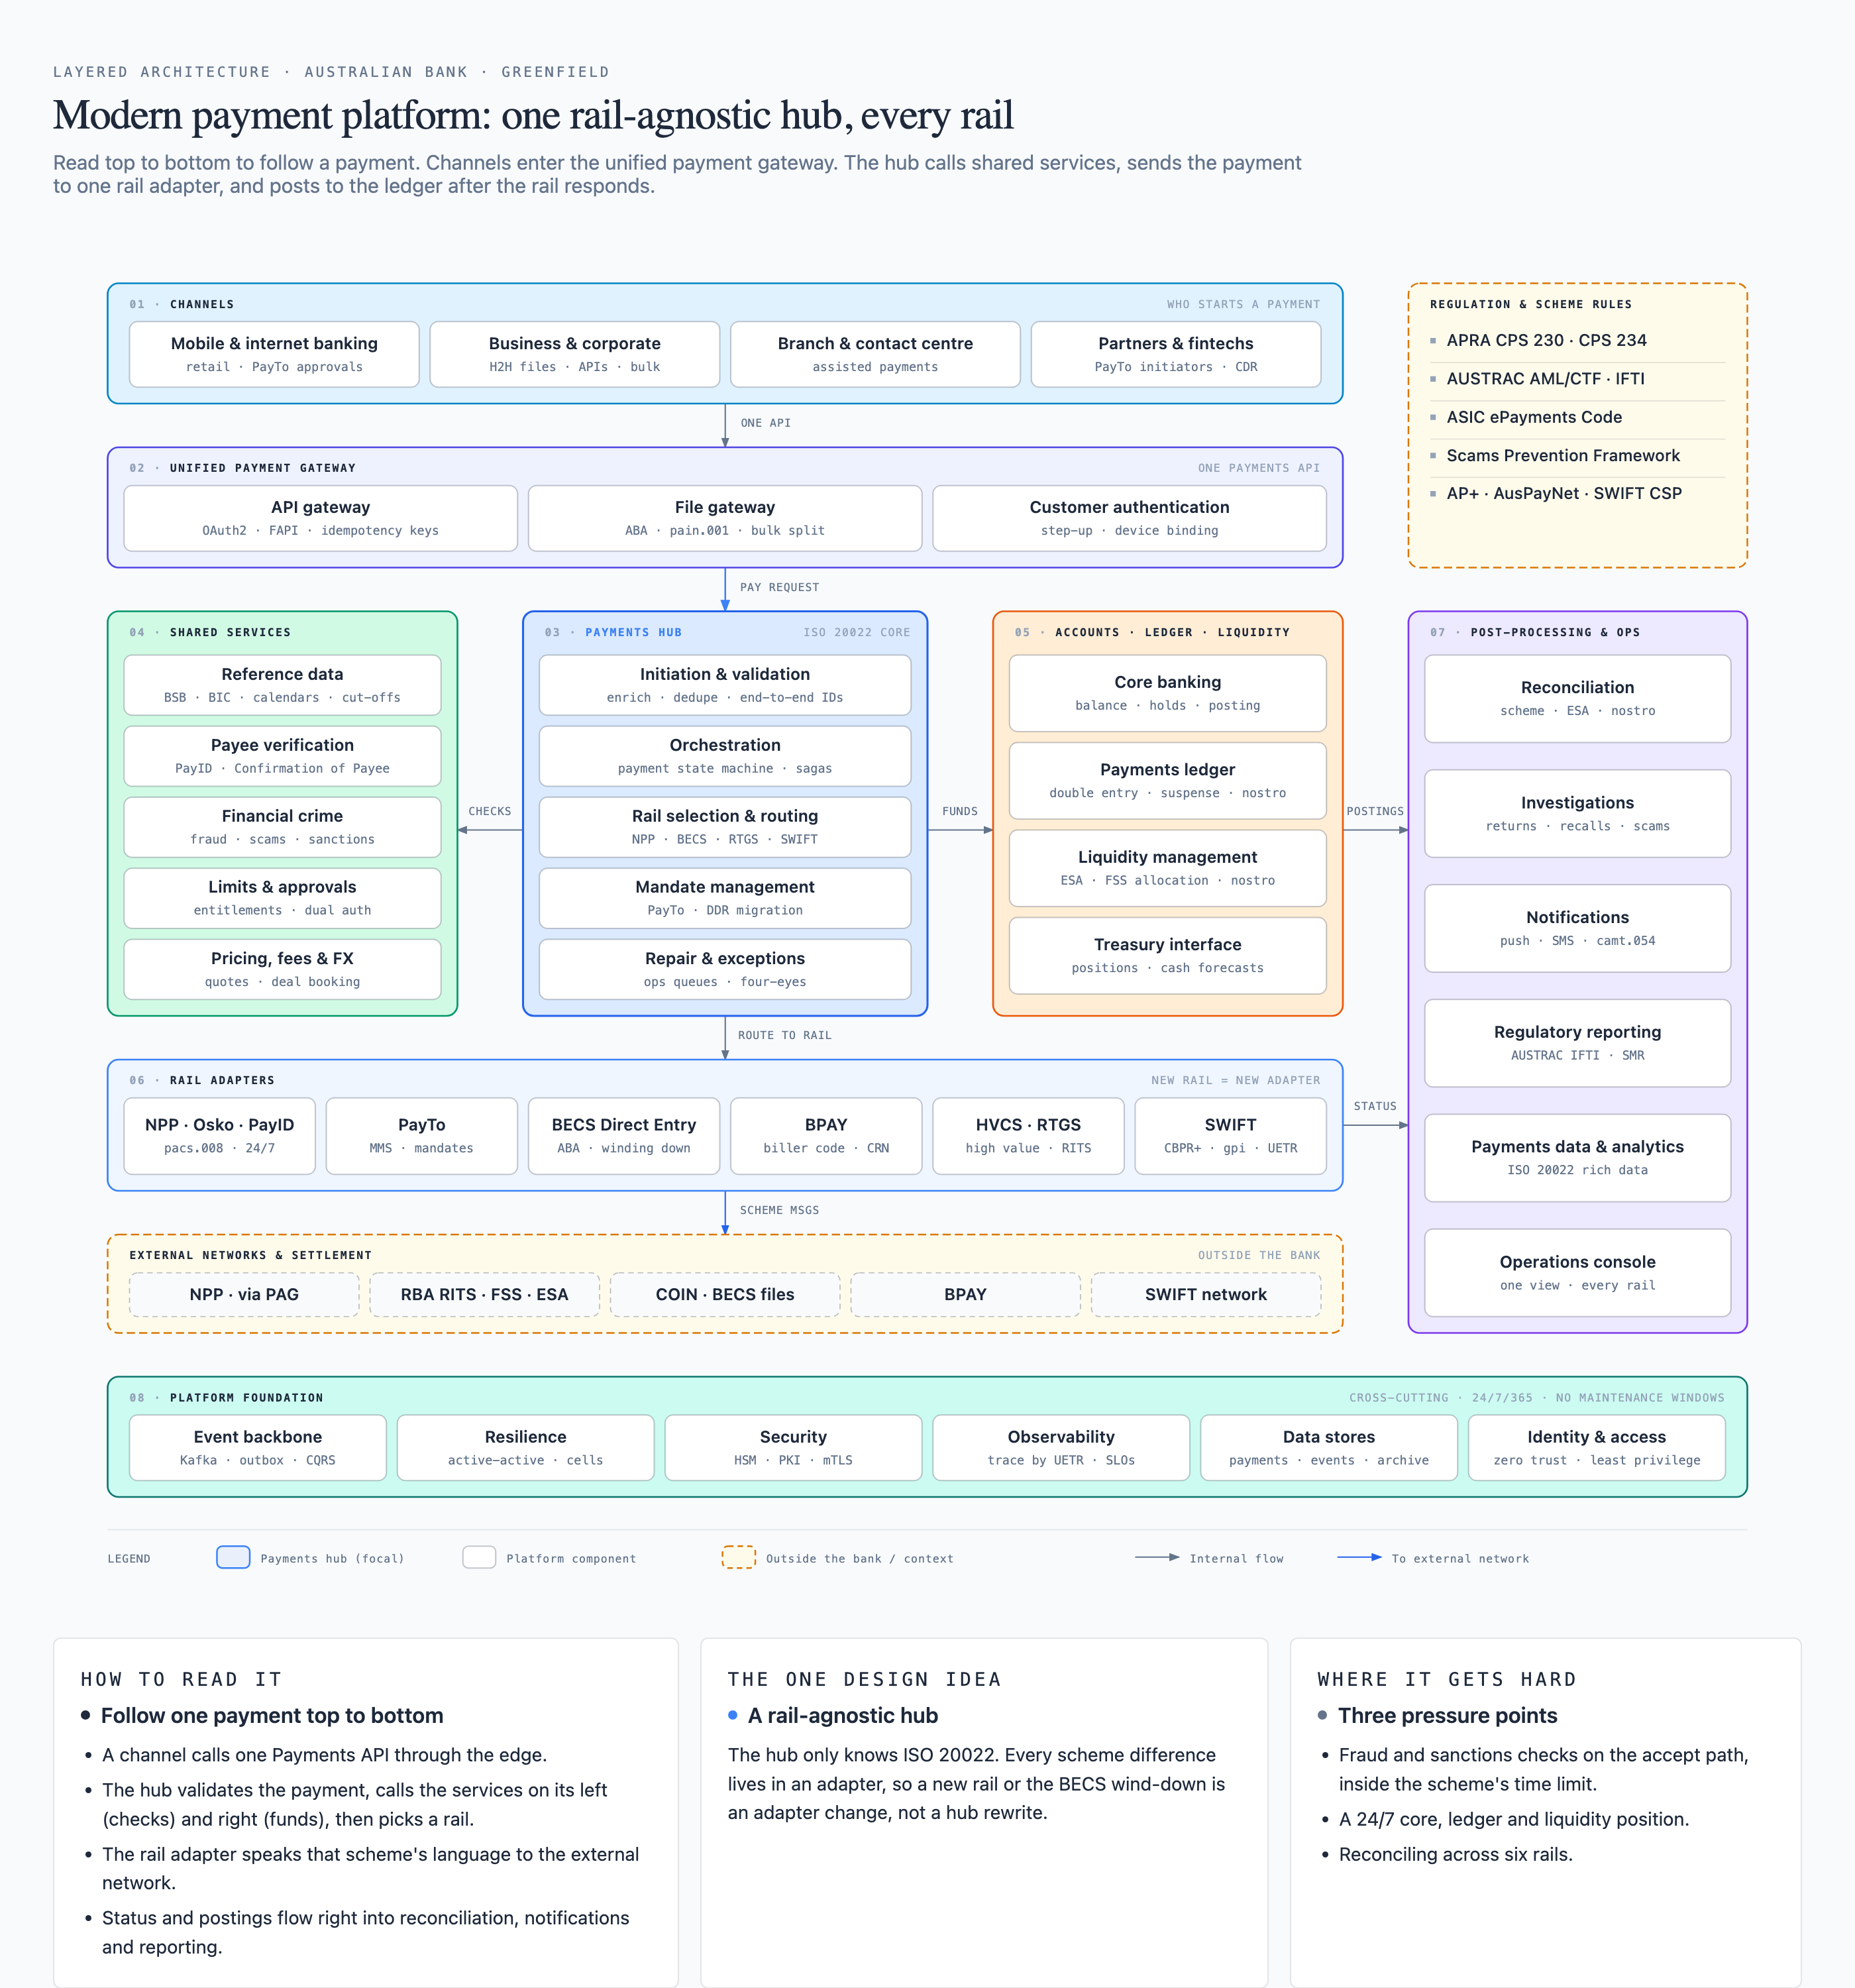 LAYERED ARCHITECTURE · AUSTRALIAN BANK · GREENFIELD
Modern payment platform: one rail-agnostic hub, every rail
Read top to bottom to follow a payment. Channels enter the unified payment gateway. The hub calls shared services, sends the payment
to one rail adapter, and posts to the ledger after the rail responds.
01 · CHANNELS
WHO STARTS A PAYMENT
Mobile & internet banking
retail · PayTo approvals
Business & corporate
H2H files · APIs · bulk
Branch & contact centre
assisted payments
Partners & fintechs
PayTo initiators · CDR
REGULATION & SCHEME RULES
APRA CPS 230 · CPS 234
AUSTRAC AML/CTF · IFTI
ASIC ePayments Code
Scams Prevention Framework
AP+ · AusPayNet · SWIFT CSP
ONE API
02 · UNIFIED PAYMENT GATEWAY
ONE PAYMENTS API
API gateway
OAuth2 · FAPI · idempotency keys
File gateway
ABA · pain.001 · bulk split
Customer authentication
step-up · device binding
PAY REQUEST
04 · SHARED SERVICES
Reference data
BSB · BIC · calendars · cut-offs
Payee verification
PayID · Confirmation of Payee
Financial crime
fraud · scams · sanctions
Limits & approvals
entitlements · dual auth
Pricing, fees & FX
quotes · deal booking
CHECKS
03 · PAYMENTS HUB
ISO 20022 CORE
Initiation & validation
enrich · dedupe · end-to-end IDs
Orchestration
payment state machine · sagas
Rail selection & routing
NPP · BECS · RTGS · SWIFT
Mandate management
PayTo · DDR migration
Repair & exceptions
ops queues · four-eyes
FUNDS
05 · ACCOUNTS · LEDGER · LIQUIDITY
Core banking
balance · holds · posting
Payments ledger
double entry · suspense · nostro
Liquidity management
ESA · FSS allocation · nostro
Treasury interface
positions · cash forecasts
POSTINGS
07 · POST-PROCESSING & OPS
Reconciliation
scheme · ESA · nostro
Investigations
returns · recalls · scams
Notifications
push · SMS · camt.054
Regulatory reporting
AUSTRAC IFTI · SMR
Payments data & analytics
ISO 20022 rich data
Operations console
one view · every rail
ROUTE TO RAIL
06 · RAIL ADAPTERS
NEW RAIL = NEW ADAPTER
NPP · Osko · PayID
pacs.008 · 24/7
PayTo
MMS · mandates
BECS Direct Entry
ABA · winding down
BPAY
biller code · CRN
HVCS · RTGS
high value · RITS
SWIFT
CBPR+ · gpi · UETR
STATUS
SCHEME MSGS
EXTERNAL NETWORKS & SETTLEMENT
OUTSIDE THE BANK
NPP · via PAG
RBA RITS · FSS · ESA
COIN · BECS files
BPAY
SWIFT network
08 · PLATFORM FOUNDATION
CROSS-CUTTING · 24/7/365 · NO MAINTENANCE WINDOWS
Event backbone
Kafka · outbox · CQRS
Resilience
active-active · cells
Security
HSM · PKI · mTLS
Observability
trace by UETR · SLOs
Data stores
payments · events · archive
Identity & access
zero trust · least privilege
LEGEND
Payments hub (focal)
Platform component
Outside the bank / context
Internal flow
To external network
HOW TO READ IT
Follow one payment top to bottom
A channel calls one Payments API through the edge.
The hub validates the payment, calls the services on its left
(checks) and right (funds), then picks a rail.
The rail adapter speaks that scheme's language to the external
network.
Status and postings flow right into reconciliation, notifications
and reporting.
THE ONE DESIGN IDEA
A rail-agnostic hub
The hub only knows ISO 20022. Every scheme difference
lives in an adapter, so a new rail or the BECS wind-down is
an adapter change, not a hub rewrite.
WHERE IT GETS HARD
Three pressure points
Fraud and sanctions checks on the accept path,
inside the scheme's time limit.
A 24/7 core, ledger and liquidity position.
Reconciling across six rails.